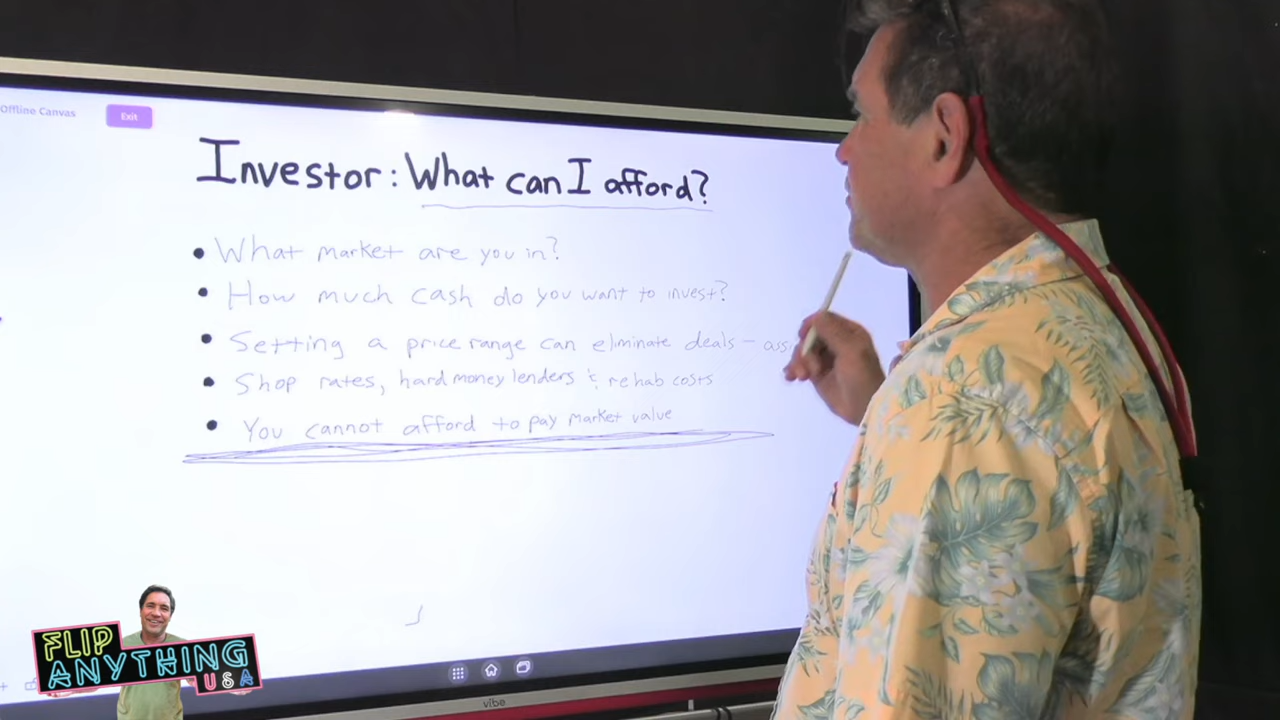 Offline Canvas
Exit
Investor: What can I afford?
• What market are you in?
• How much cash do you want to invest?
• Setting a price range can eliminate deals -
• Shop rates, hard money lenders & rehab costs
• You cannot afford to pay market value
FLIP
ANYTHING
USA
vibe